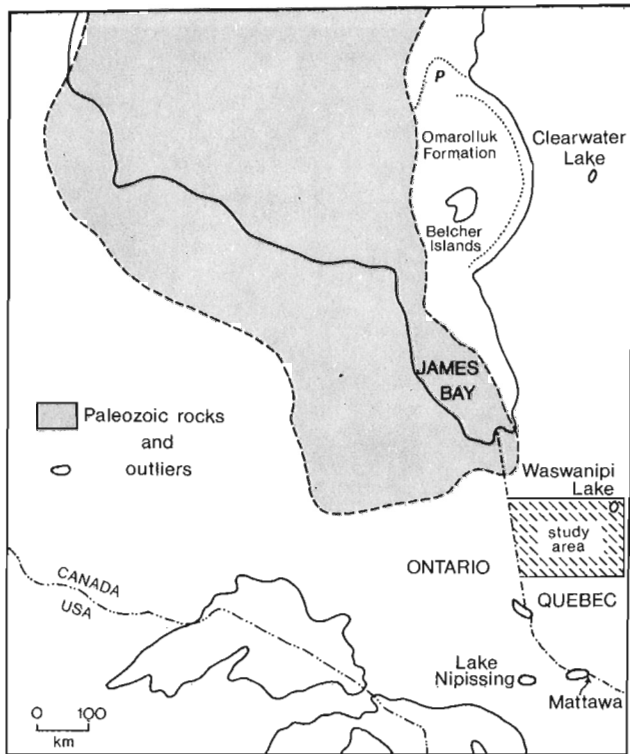 P
Omarolluk
Formation
Clearwater
Lake
Belcher
Islands
JAMES
BAY
Paleozoic rocks
and
outliers
Waswanipi
Lake
study
area
ONTARIO
CANADA
USA
QUEBEC
Lake
Nipissing
Mattawa
0 100
km